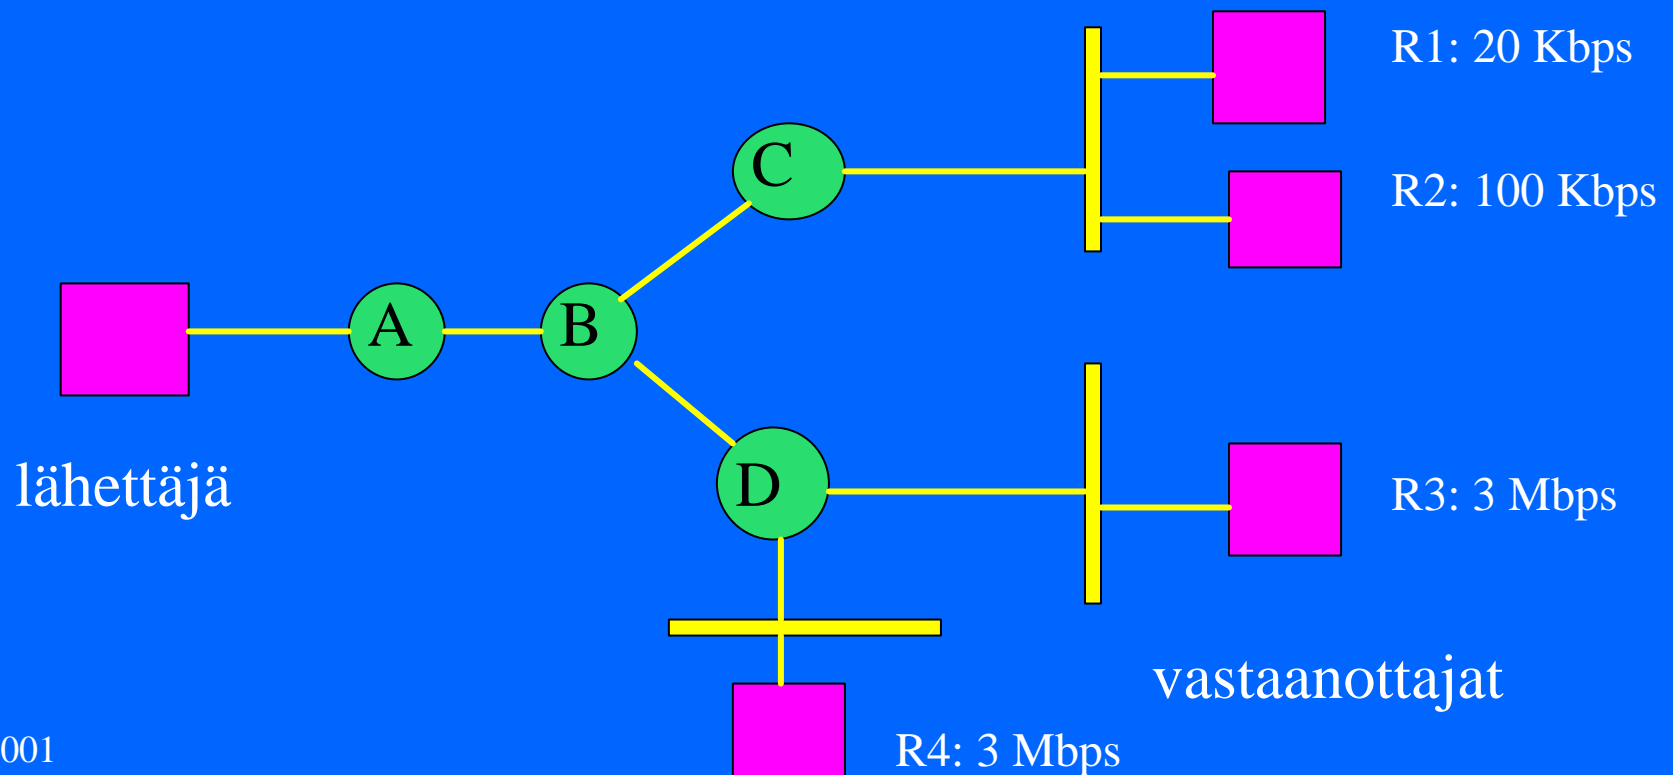 R1: 20 Kbps
C
R2: 100 Kbps
A
B
lähettäjä
D
R3: 3 Mbps
vastaanottajat
001
R4: 3 Mbps